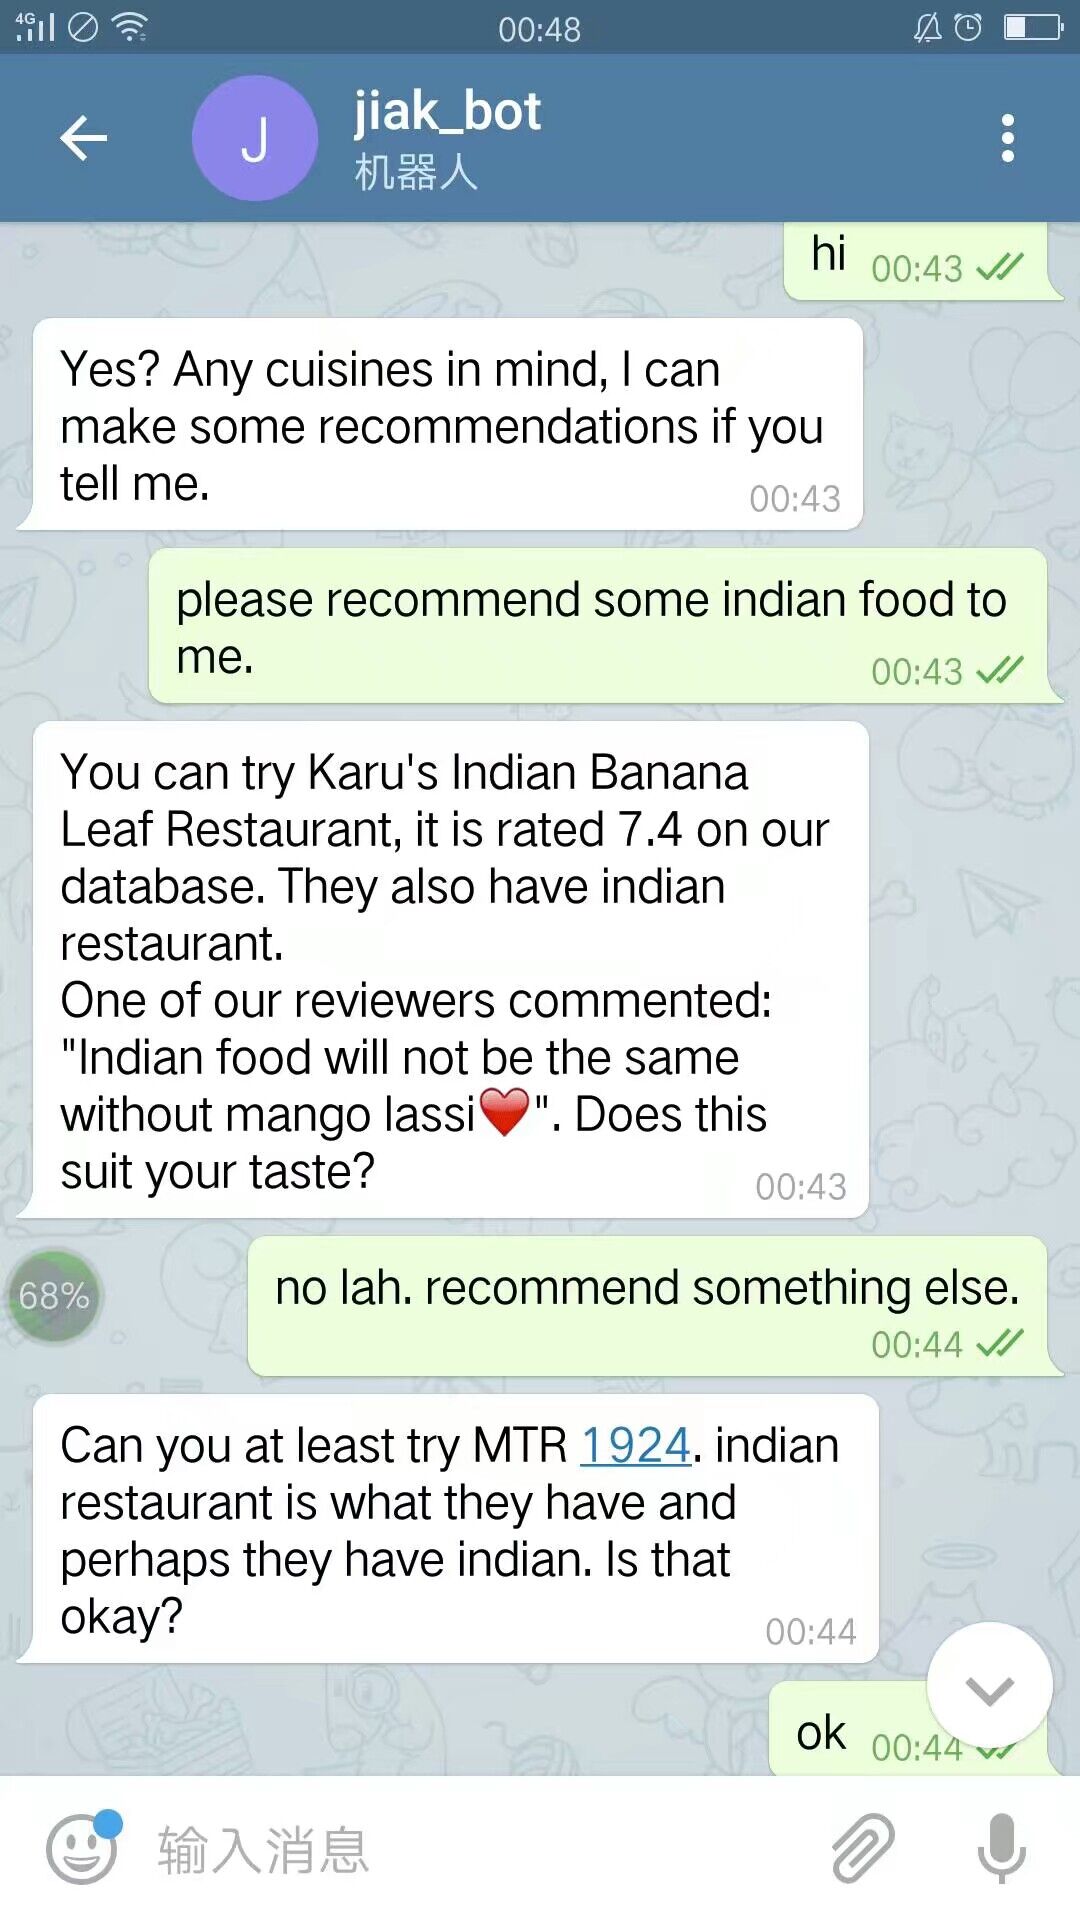 4G
00:48
J
jiak_bot
机器人
hi
00:43
Yes? Any cuisines in mind, I can
make some recommendations if you
tell me.
00:43
please recommend some indian food to
me.
00:43
You can try Karu's Indian Banana
Leaf Restaurant, it is rated 7.4 on our
database. They also have indian
restaurant.
One of our reviewers commented:
"Indian food will not be the same
without mango lassi❤️". Does this
suit your taste?
00:43
68%
no lah. recommend something else.
00:44
Can you at least try MTR 1924. indian
restaurant is what they have and
perhaps they have indian. Is that
okay?
00:44
ok
00:44
输入消息